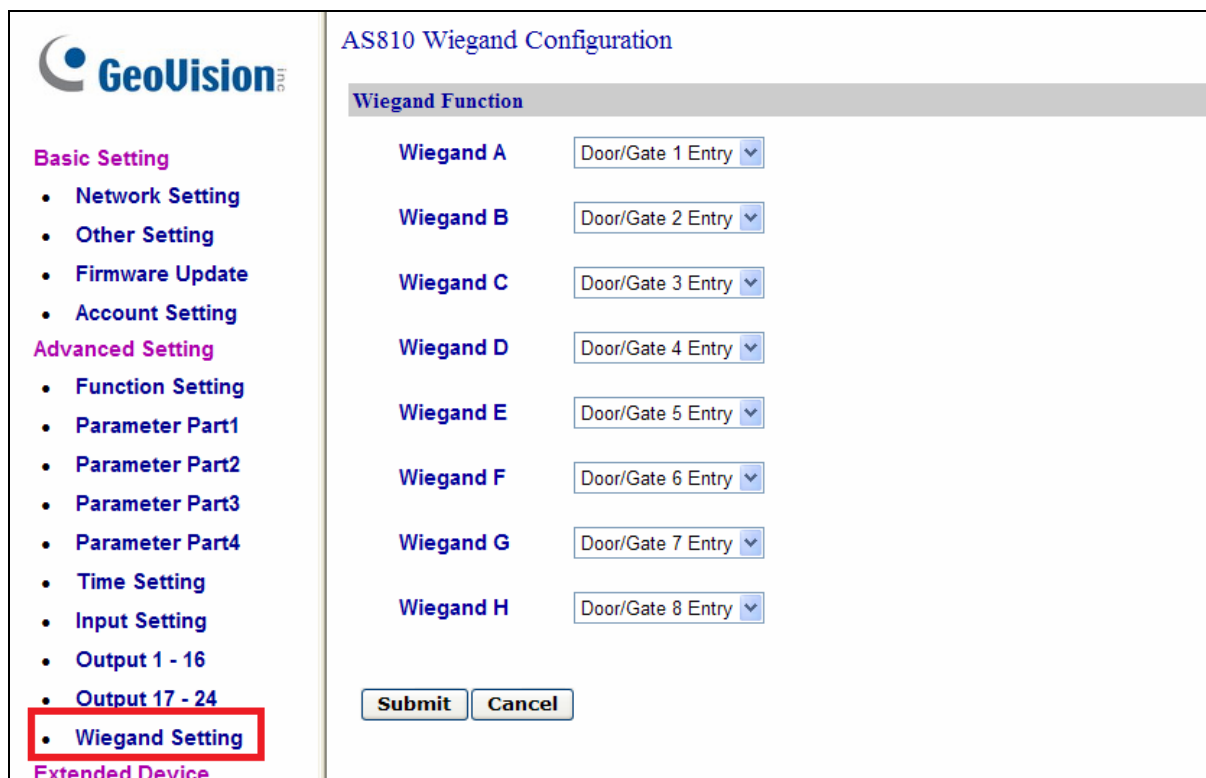 GeoVision inc
Basic Setting
• Network Setting
• Other Setting
• Firmware Update
• Account Setting
Advanced Setting
• Function Setting
• Parameter Part1
• Parameter Part2
• Parameter Part3
• Parameter Part4
• Time Setting
• Input Setting
• Output 1 - 16
• Output 17 - 24
• Wiegand Setting
Extended Device
AS810 Wiegand Configuration
Wiegand Function
Wiegand A Door/Gate 1 Entry
Wiegand B Door/Gate 2 Entry
Wiegand C Door/Gate 3 Entry
Wiegand D Door/Gate 4 Entry
Wiegand E Door/Gate 5 Entry
Wiegand F Door/Gate 6 Entry
Wiegand G Door/Gate 7 Entry
Wiegand H Door/Gate 8 Entry
Submit Cancel